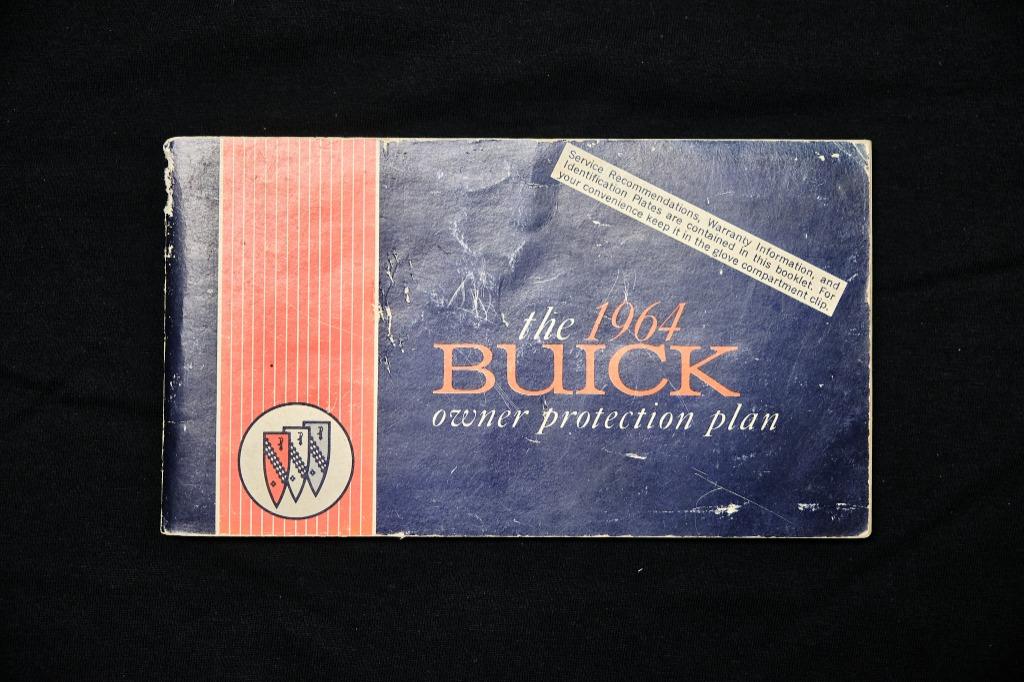 Service Recommendations, Warranty Information, and
Identification Plates are contained in this booklet. For
your convenience keep it in the glove compartment clip.
the 1964
BUICK
owner protection plan